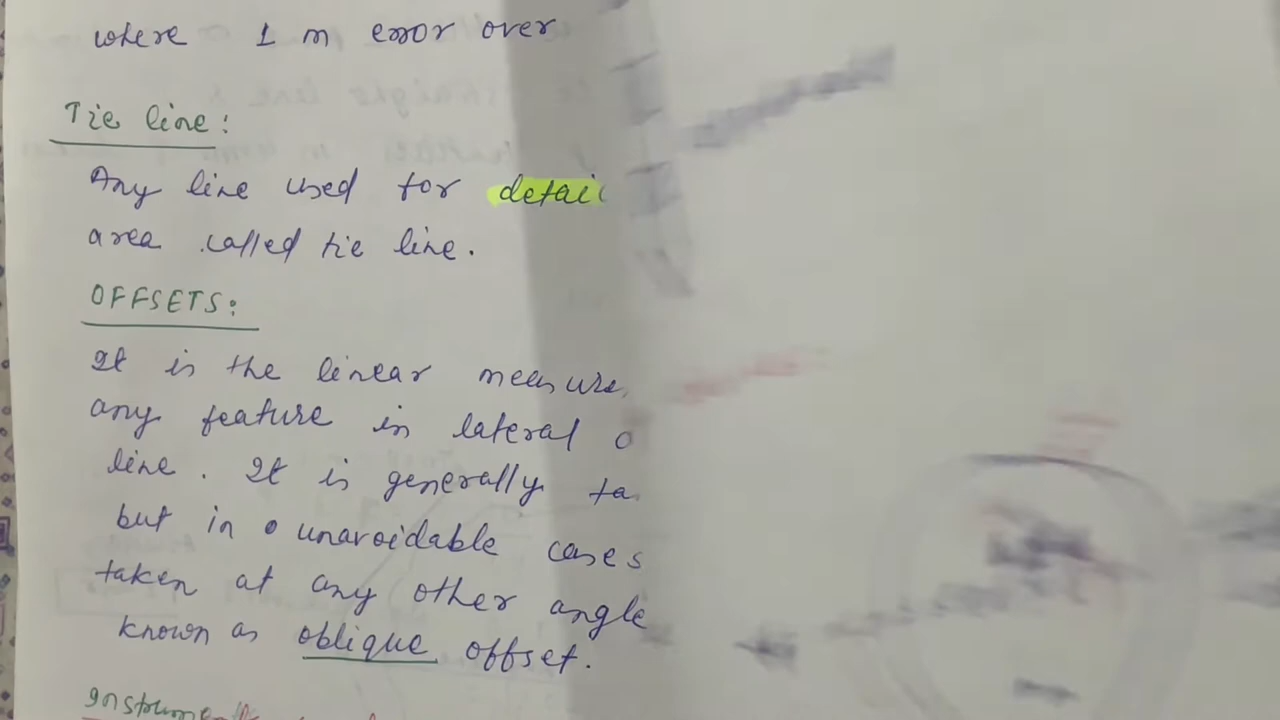 where 1 m error over
Tie line:
Any line used for detail
area called tie line.
OFFSETS:
It is the linear measure
any feature in lateral
line. It is generally ta
but in unavoidable cases
taken at any other angle
known as oblique offset.